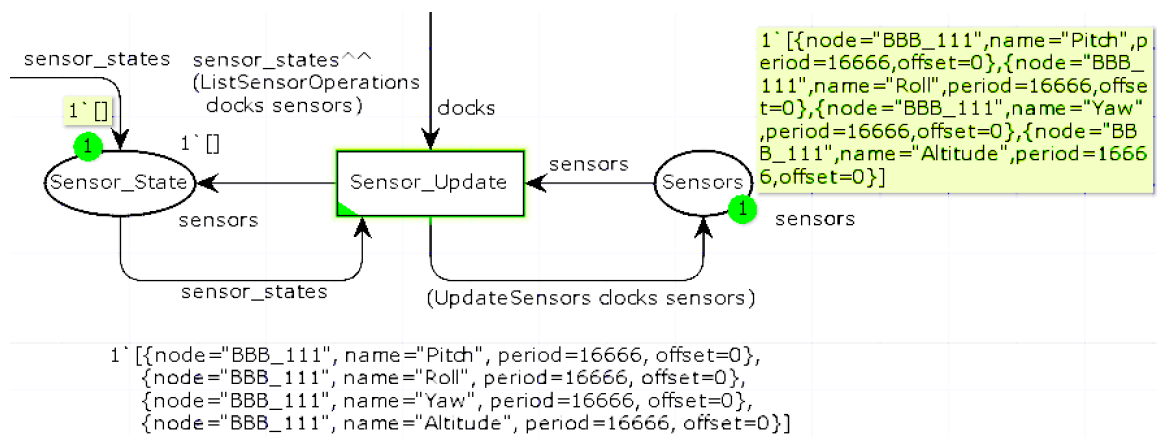 sensor_states
sensor_states^^
(ListSensorOperations
clocks sensors)
clocks
1`[]
1
1`[]
Sensor_State
sensors
Sensor_Update
sensors
Sensors
1
sensors
sensor_states
(UpdateSensors clocks sensors)
1`[{node="BBB_111",name="Pitch",p
eriod=16666,offset=0},{node="BBB_
111",name="Roll",period=16666,offse
t=0},{node="BBB_111",name="Yaw"
,period=16666,offset=0},{node="BB
B_111",name="Altitude",period=1666
6,offset=0}]
1`[{node="BBB_111", name="Pitch", period=16666, offset=0},
{node="BBB_111", name="Roll", period=16666, offset=0},
{node="BBB_111", name="Yaw", period=16666, offset=0},
{node="BBB_111", name="Altitude", period=16666, offset=0}]